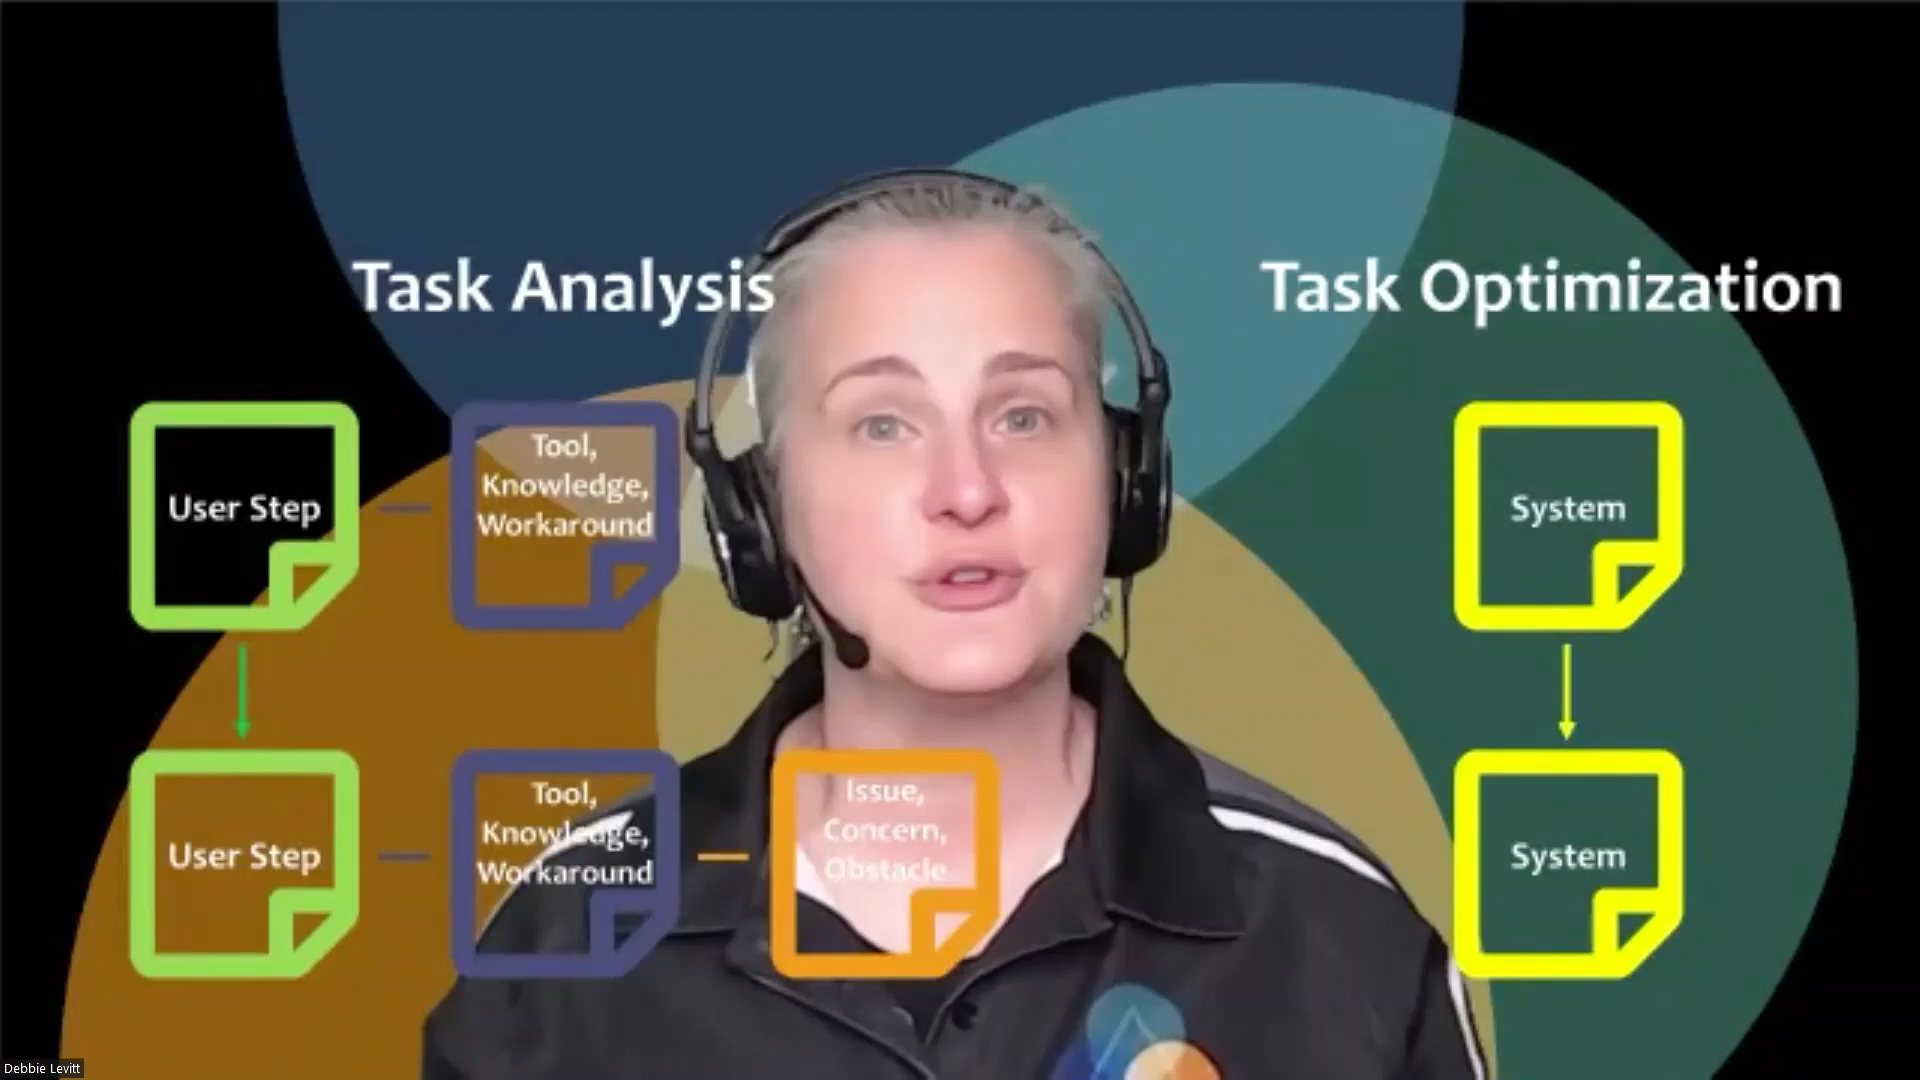 Task Analysis
Task Optimization
User Step
Tool,
Knowledge,
Workaround
System
User Step
Tool,
Knowledge,
Workaround
Issue,
Concern,
Obstacle
System
Debbie Levitt